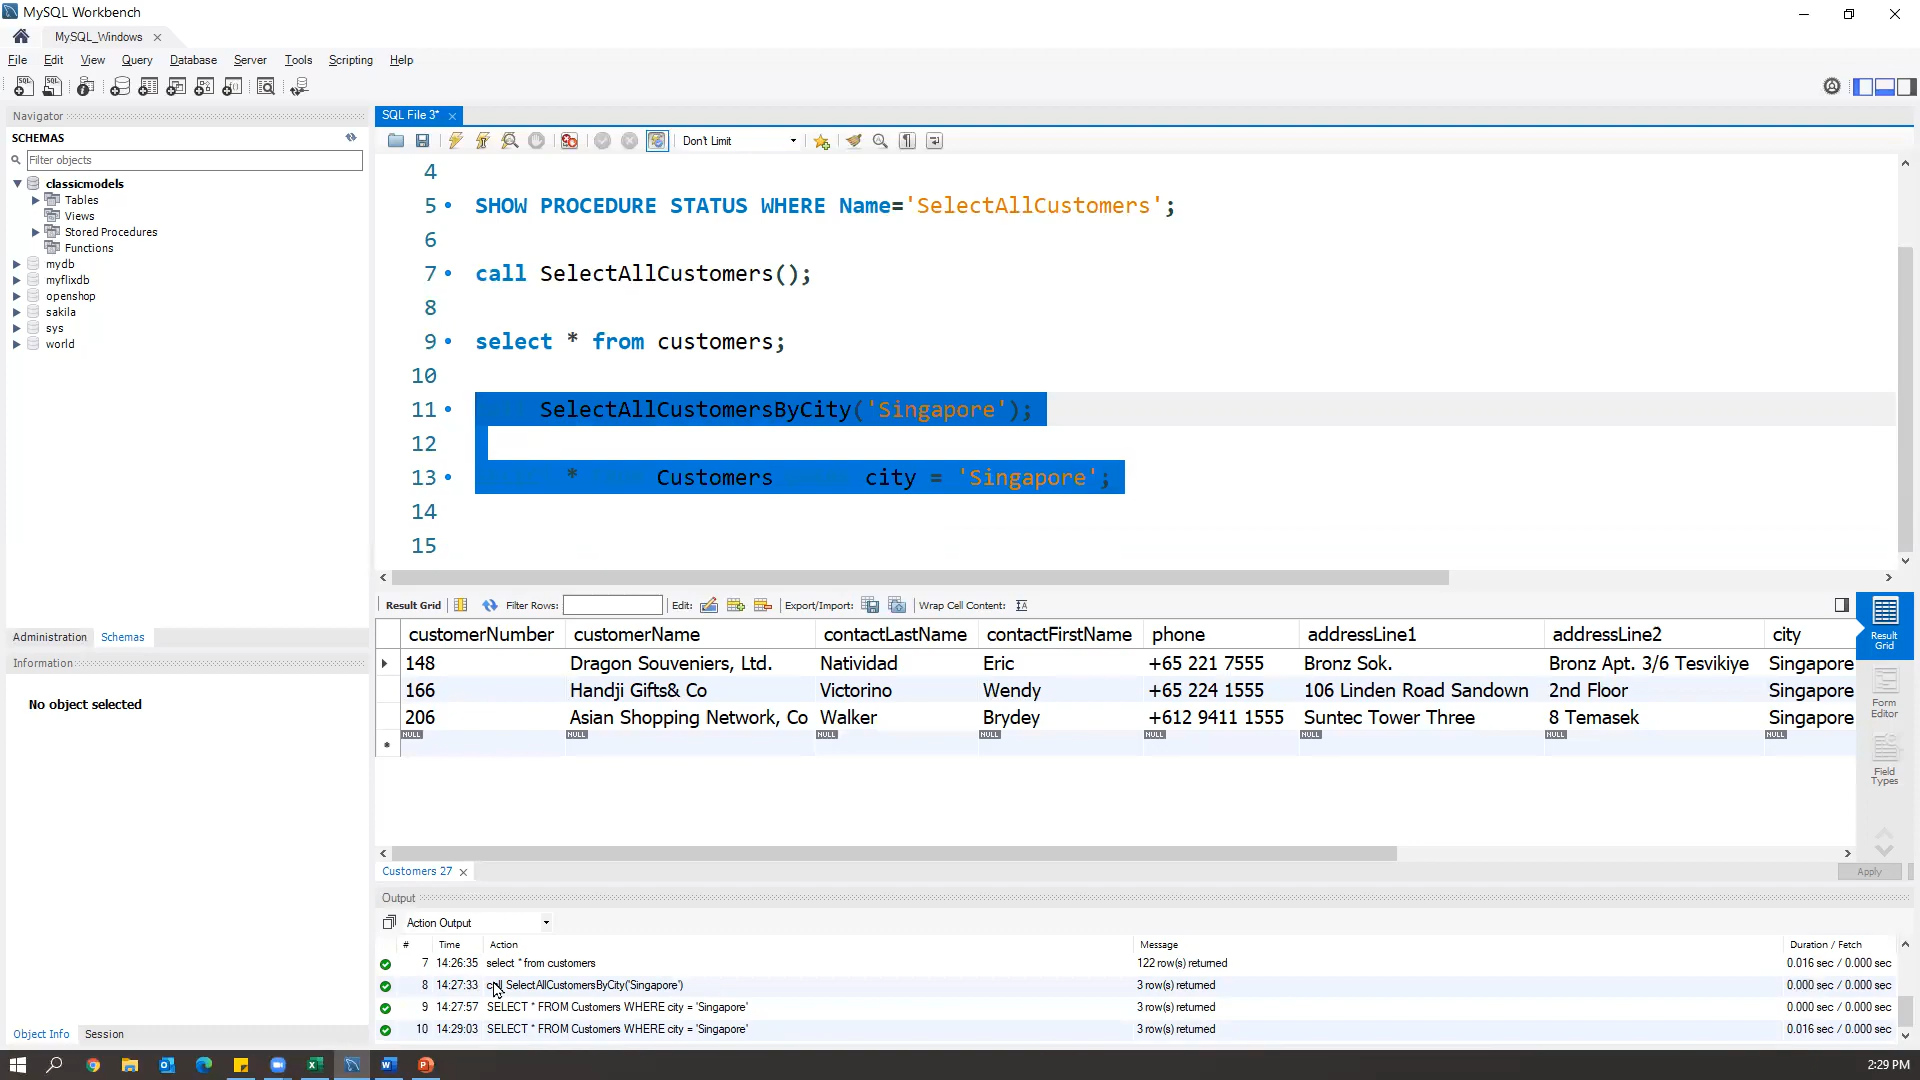 MySQL Workbench
MySQL_Windows
File Edit View Query Database Server Tools Scripting Help
Navigator
SCHEMAS
Filter objects
classicmodels
Tables
Views
Stored Procedures
Functions
mydb
myflixdb
openshop
sakila
sys
world
Administration Schemas
Information
No object selected
Object Info Session
SQL File 3*
Don't Limit
4
5 SHOW PROCEDURE STATUS WHERE Name='SelectAllCustomers';
6
7 call SelectAllCustomers();
8
9 select * from customers;
10
11 SelectAllCustomersByCity('Singapore');
12
13 * Customers city = 'Singapore';
14
15
Result Grid Filter Rows: Edit: Export/Import: Wrap Cell Content:
customerNumber customerName contactLastName contactFirstName phone addressLine1 addressLine2 city
148 Dragon Souveniers, Ltd. Natividad Eric +65 221 7555 Bronz Sok. Bronz Apt. 3/6 Tesvikiye Singapore
166 Handji Gifts& Co Victorino Wendy +65 224 1555 106 Linden Road Sandown 2nd Floor Singapore
206 Asian Shopping Network, Co Walker Brydey +612 9411 1555 Suntec Tower Three 8 Temasek Singapore
NULL NULL NULL NULL NULL NULL NULL NULL
Result Grid
Form Editor
Field Types
Customers 27
Apply
Output
Action Output
# Time Action Message Duration / Fetch
7 14:26:35 select * from customers 122 row(s) returned 0.016 sec / 0.000 sec
8 14:27:33 call SelectAllCustomersByCity('Singapore') 3 row(s) returned 0.000 sec / 0.000 sec
9 14:27:57 SELECT * FROM Customers WHERE city = 'Singapore' 3 row(s) returned 0.000 sec / 0.000 sec
10 14:29:03 SELECT * FROM Customers WHERE city = 'Singapore' 3 row(s) returned 0.016 sec / 0.000 sec
2:29 PM